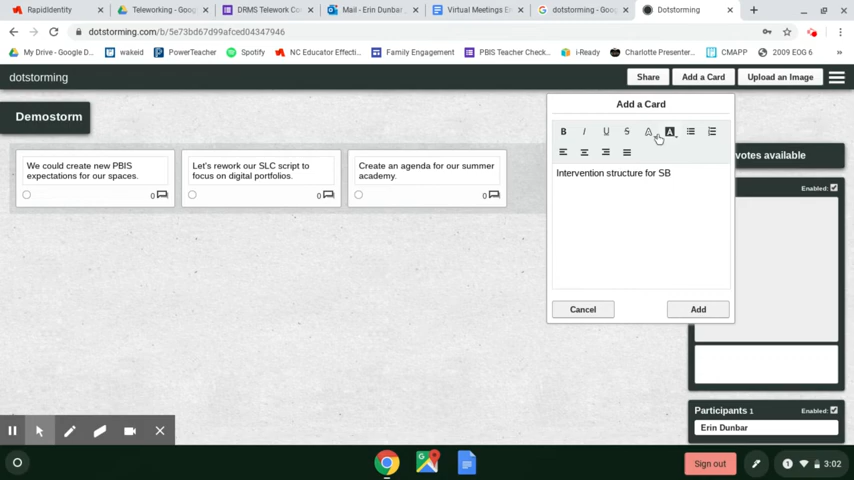 RapidIdentity
Teleworking - Goog
DRMS Telework Co
Mail - Erin Dunbar
Virtual Meetings E
dotstorming - Goog
Dotstorming
dotstorming.com/b/5e73bd67d99afced04347946
My Drive - Google D...
wakeid
PowerTeacher
Spotify
NC Educator Effecti...
Family Engagement
PBIS Teacher Check...
i-Ready
Charlotte Presenter...
CMAPP
2009 EOG 6
dotstorming
Share
Add a Card
Upload an Image
Demostorm
Add a Card
B I U S A A
votes available
We could create new PBIS
expectations for our spaces.
0
Let's rework our SLC script to
focus on digital portfolios.
0
Create an agenda for our summer
academy.
0
Intervention structure for SB
Enabled:
Cancel
Add
Participants 1
Enabled:
Erin Dunbar
Sign out
1
3:02